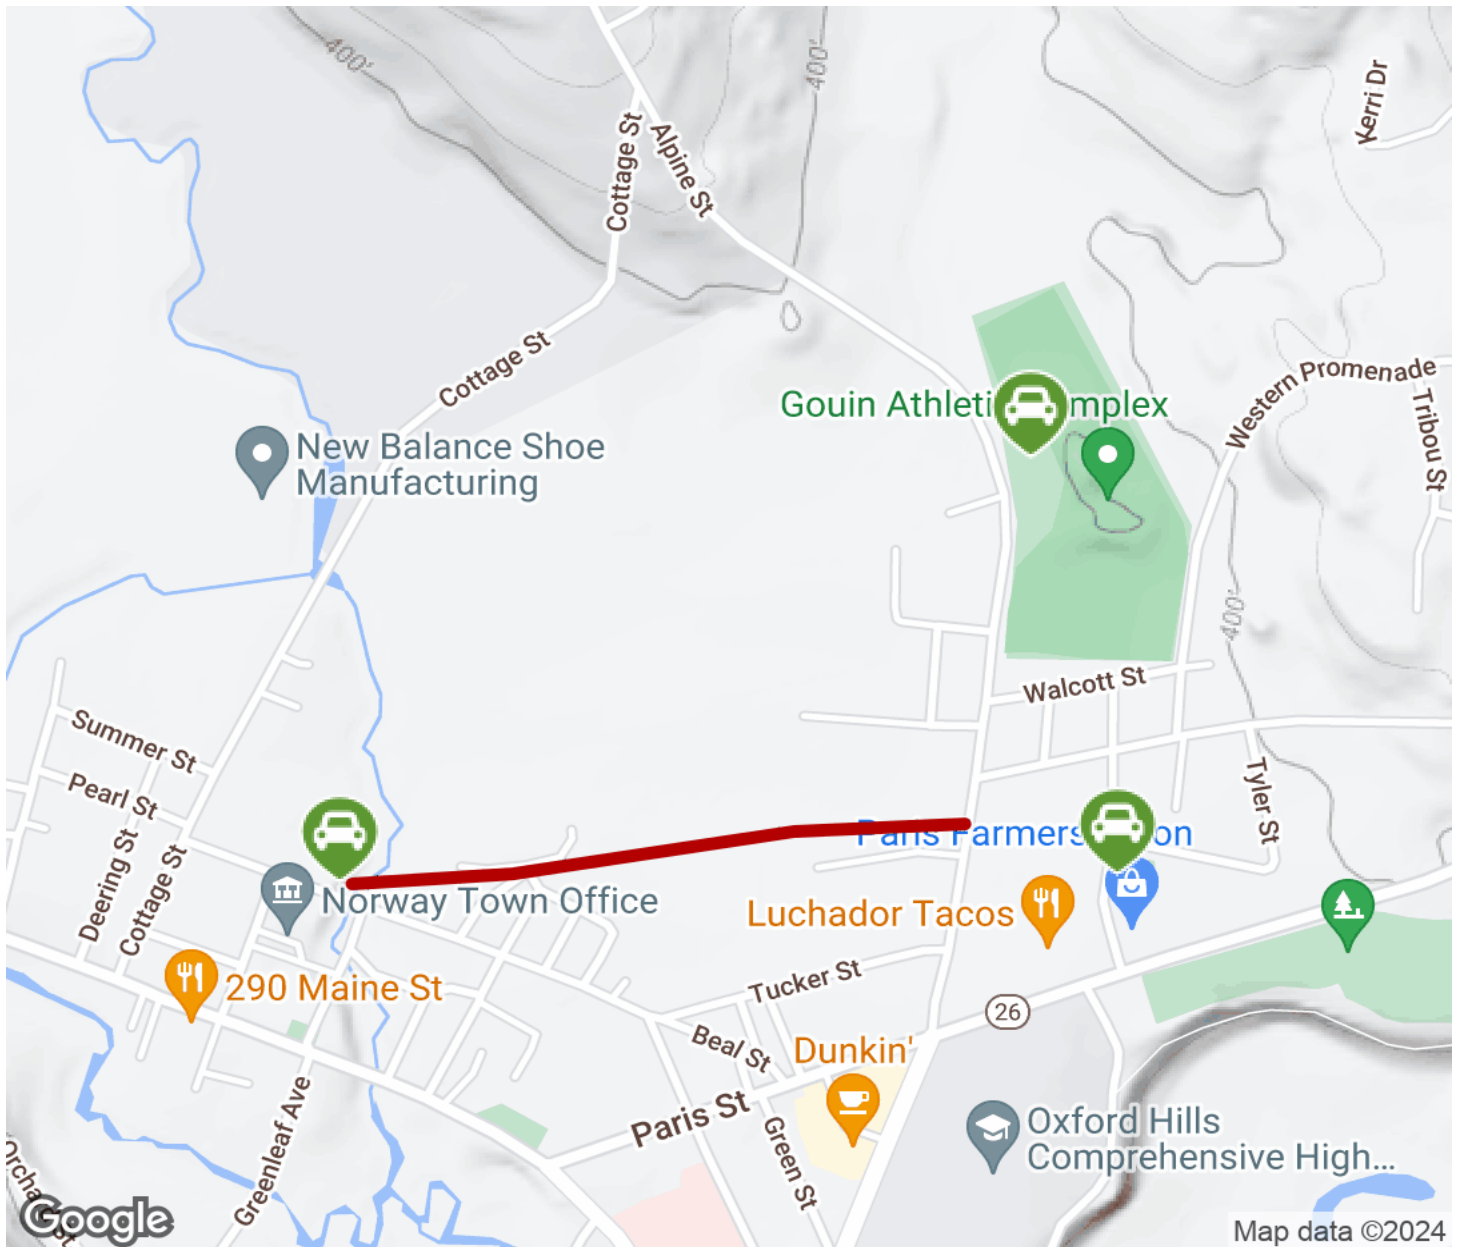 400'
400'
Kerri Dr
Cottage St
Alpine St
Cottage St
Western Promenade
Tribou St
Gouin Athleti
mplex
New Balance Shoe
Manufacturing
400'
Walcott St
Summer St
Pearl St
Tyler St
Deering St
Cottage St
Paris Farmers
on
Norway Town Office
Luchador Tacos
290 Maine St
Tucker St
26
Beal St
Dunkin'
Paris St
Green St
Greenleaf Ave
Oxford Hills
Comprehensive High...
Google
Map data ©2024